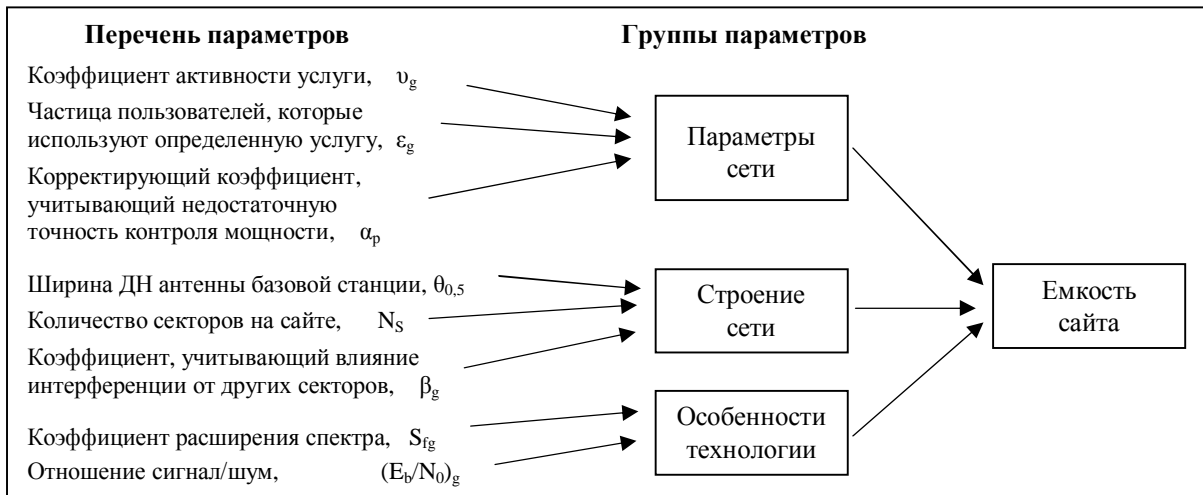 Перечень параметров
Группы параметров
Коэффициент активности услуги, υg
Частица пользователей, которые
используют определенную услугу, εg
Корректирующий коэффициент,
учитывающий недостаточную
точность контроля мощности, αp
Ширина ДН антенны базовой станции, θ0,5
Количество секторов на сайте, NS
Коэффициент, учитывающий влияние
интерференции от других секторов, βg
Коэффициент расширения спектра, Sfg
Отношение сигнал/шум, (Eb/N0)g
Параметры
сети
Строение
сети
Особенности
технологии
Емкость
сайта